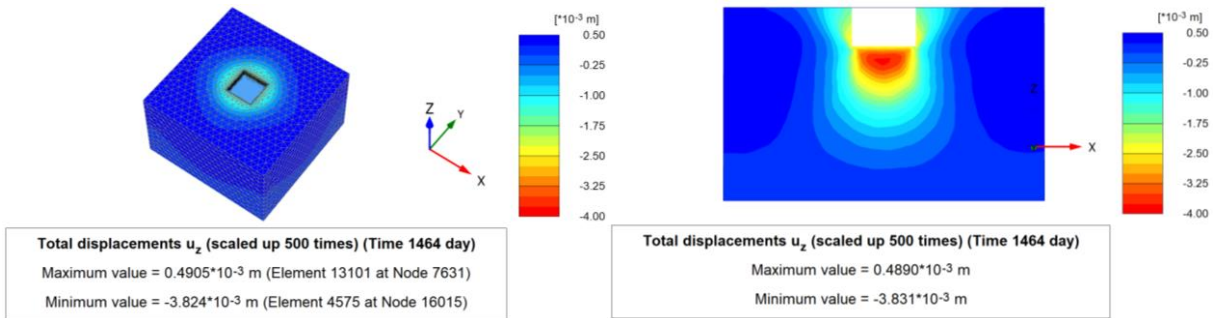 [*10-3 m]
0.50
-0.25
-1.00
-1.75
-2.50
-3.25
-4.00
Z
Y
X
Total displacements uz (scaled up 500 times) (Time 1464 day)
Maximum value = 0.4905*10-3 m (Element 13101 at Node 7631)
Minimum value = -3.824*10-3 m (Element 4575 at Node 16015)
[*10-3 m]
0.50
-0.25
-1.00
-1.75
-2.50
-3.25
-4.00
Z
X
Total displacements uz (scaled up 500 times) (Time 1464 day)
Maximum value = 0.4890*10-3 m
Minimum value = -3.831*10-3 m